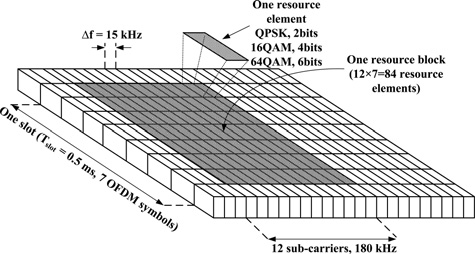 One resource
element
QPSK, 2bits
16QAM, 4bits
64QAM, 6bits
Δf = 15 kHz
One resource block
(12×7=84 resource
elements)
One slot (Tslot = 0.5 ms, 7 OFDM symbols)
12 sub-carriers, 180 kHz